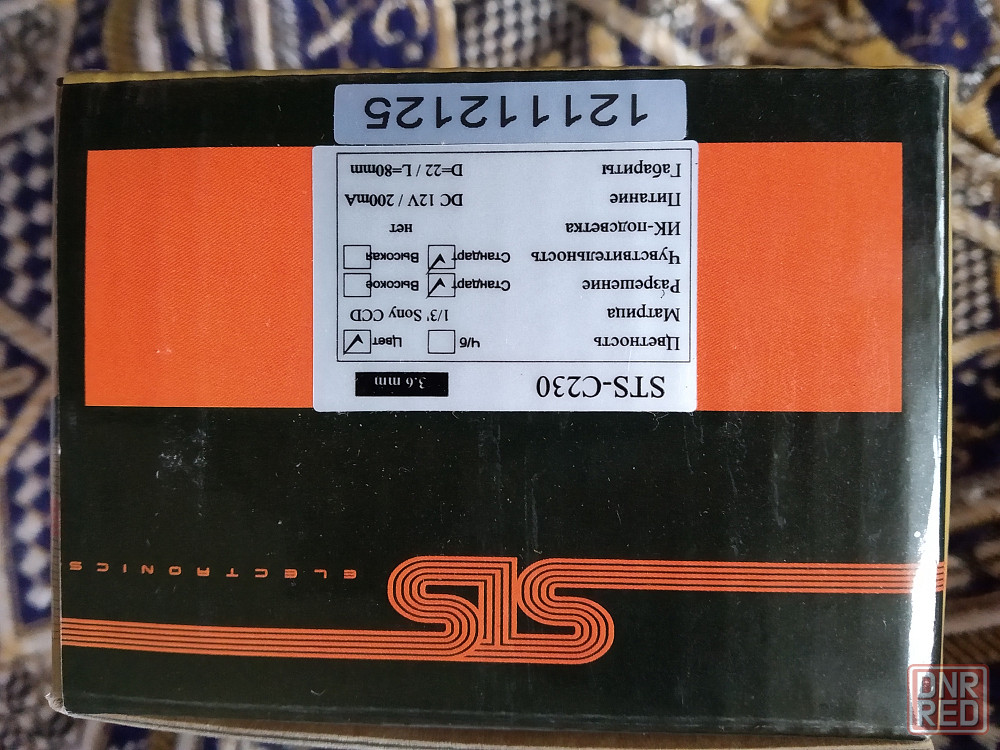 STS
ELECTRONICS
STS-C230 3.6 mm
Цветность Ч/б Цвет ✓
Матрица 1/3' Sony CCD
Разрешение Стандарт ✓ Высокое
Чувствительность Стандарт ✓ Высокая
ИК-подсветка нет
Питание DC 12V / 200mA
Габариты D=22 / L=80mm
121112125
DNR
RED